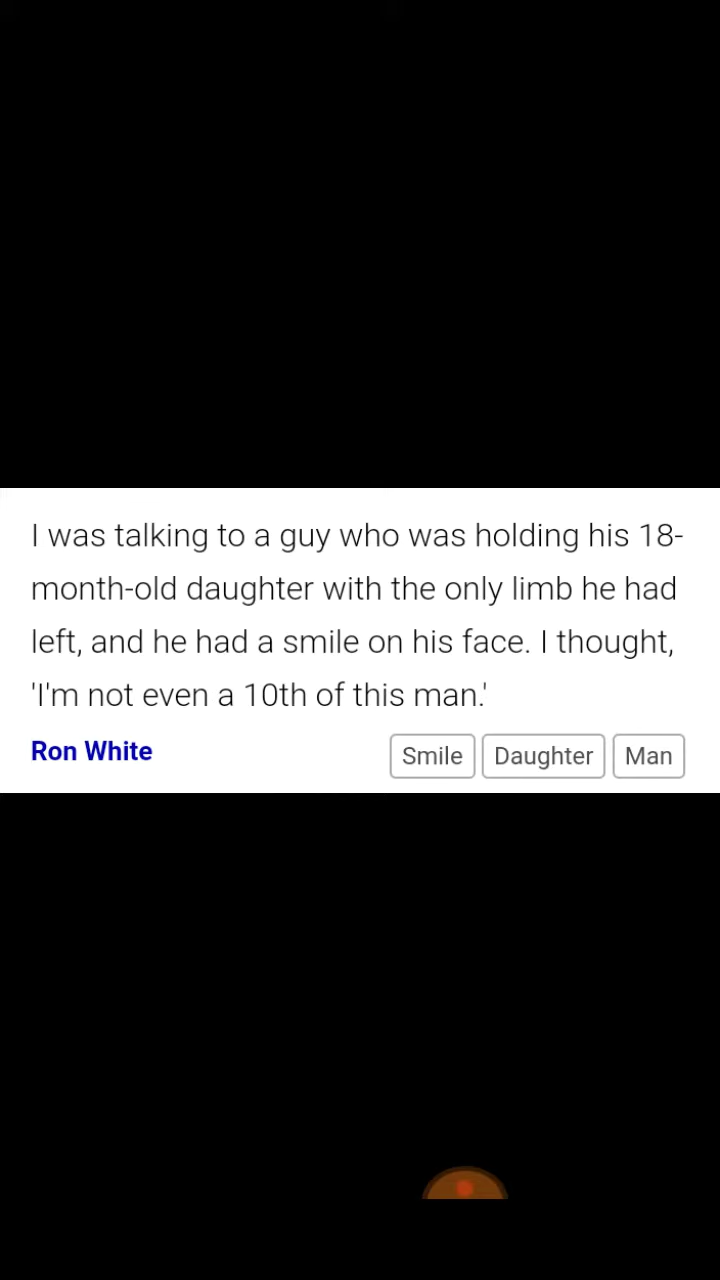 I was talking to a guy who was holding his 18-
month-old daughter with the only limb he had
left, and he had a smile on his face. I thought,
'I'm not even a 10th of this man.'
Ron White Smile Daughter Man